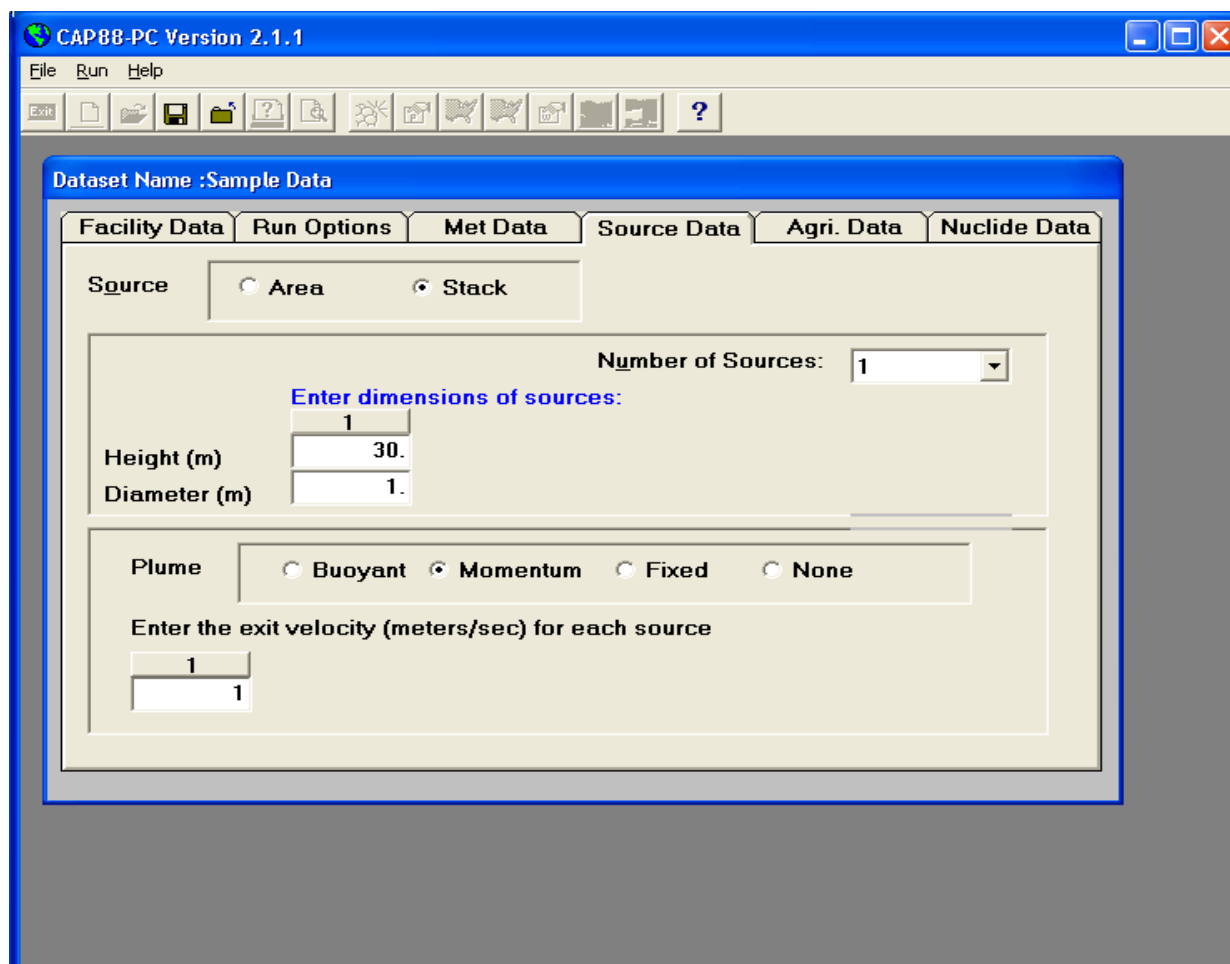 CAP88-PC Version 2.1.1
File Run Help
Exit ?
Dataset Name :Sample Data
Facility Data Run Options Met Data Source Data Agri. Data Nuclide Data
Source Area Stack
Number of Sources: 1
Enter dimensions of sources:
1
Height (m) 30.
Diameter (m) 1.
Plume Buoyant Momentum Fixed None
Enter the exit velocity (meters/sec) for each source
1
1